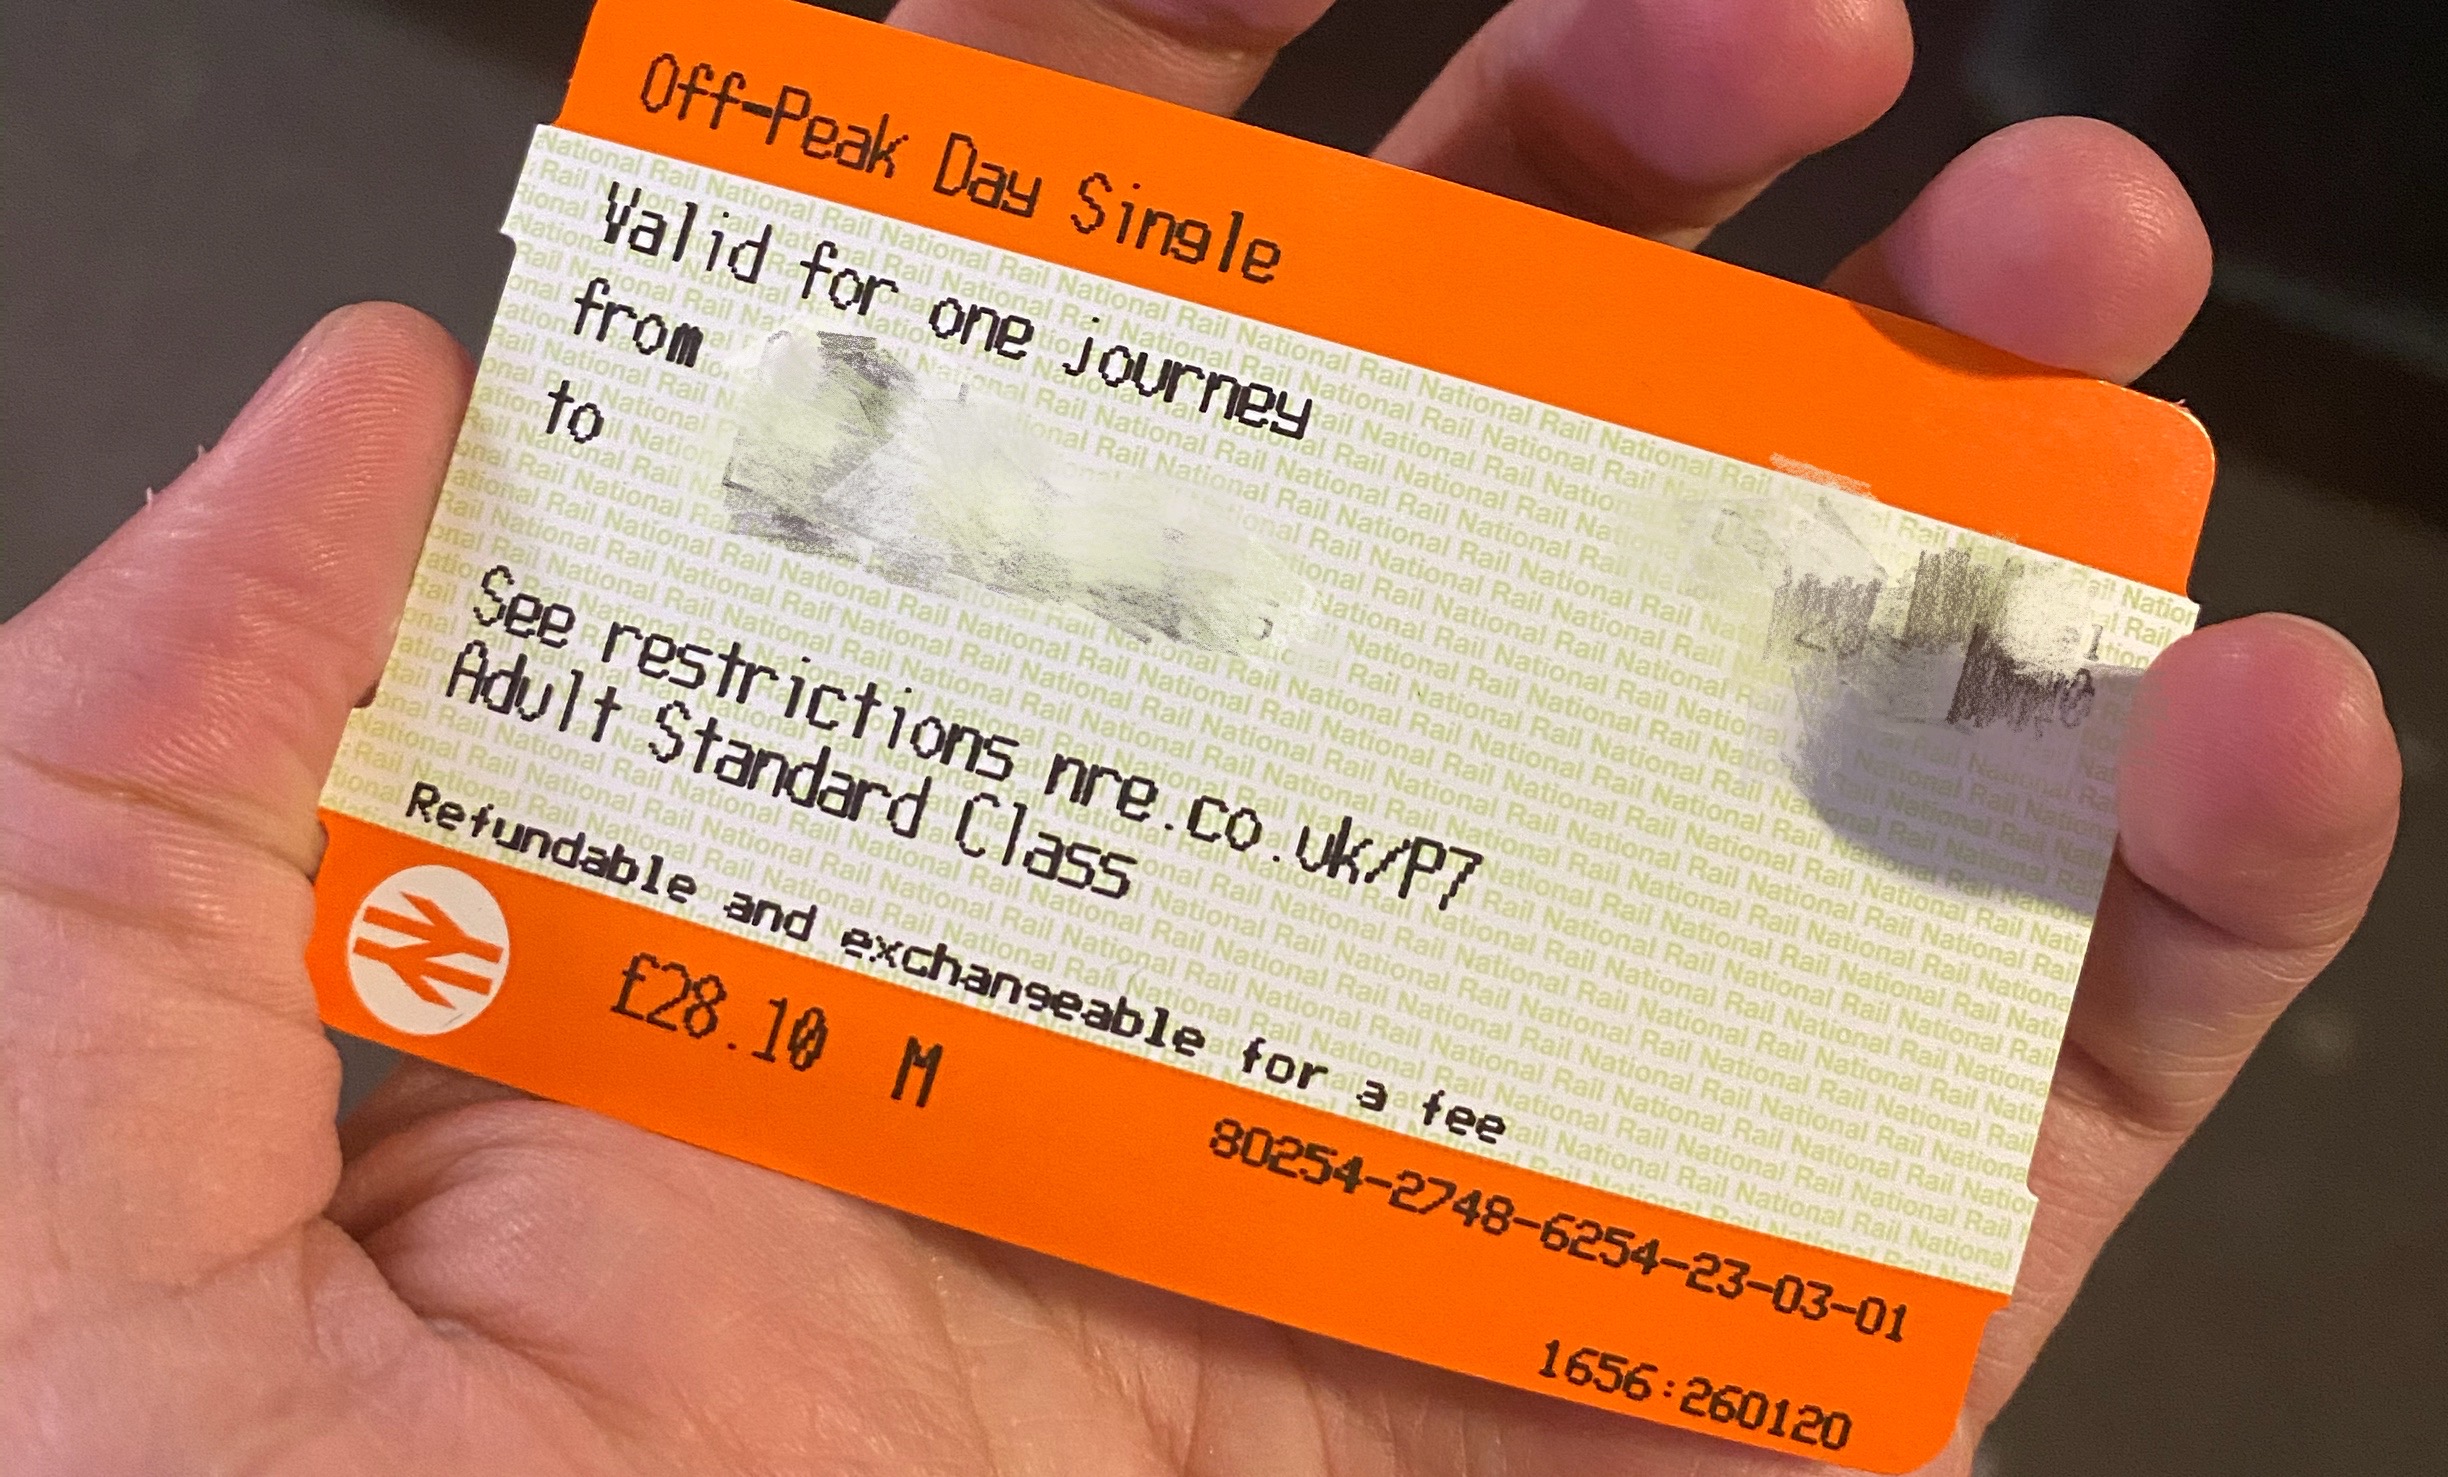 Off-Peak Day Single
Valid for one journey
from
to
See restrictions nre.co.uk/P7
Adult Standard Class
Refundable and exchangeable for a fee
£28.10 M
80254-2748-6254-23-03-01
1656:260120